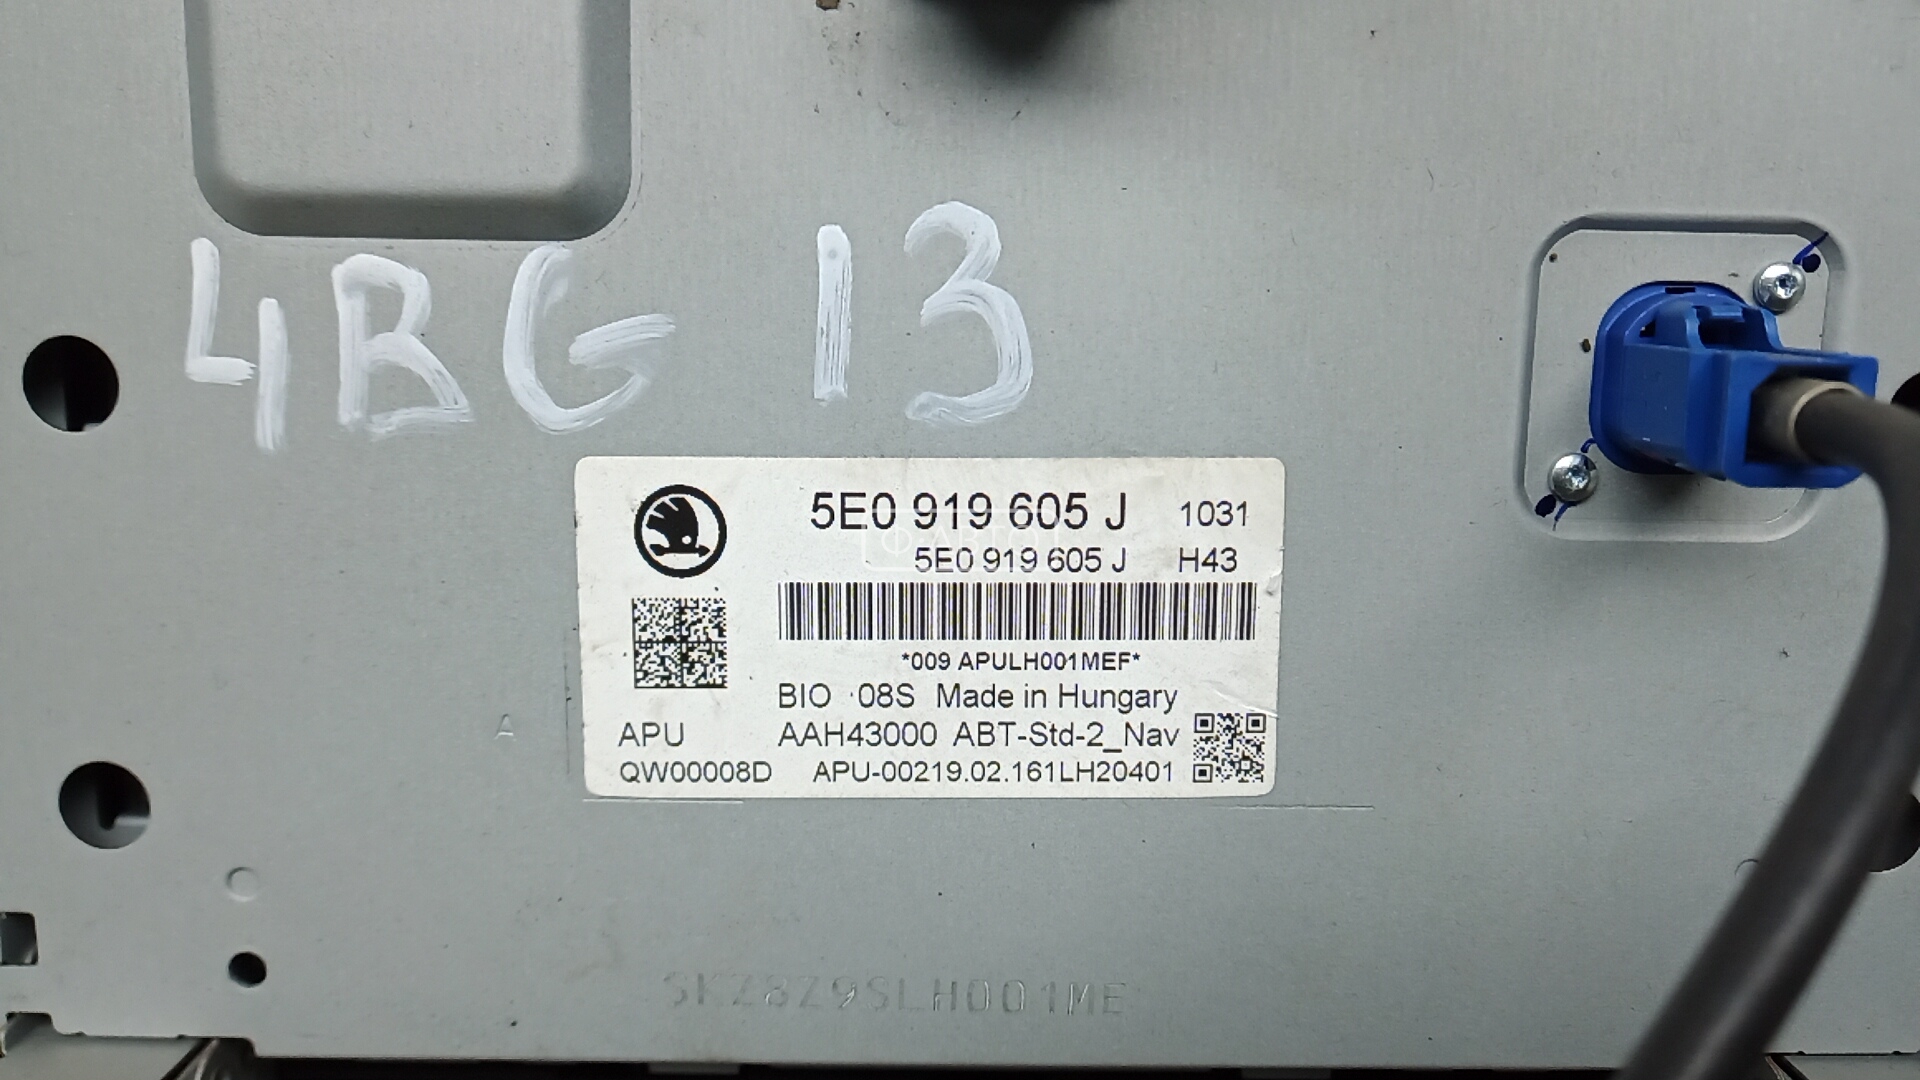 4BG 13
5E0 919 605 J 1031
5E0 919 605 J H43
*009 APULH001MEF*
BIO 08S Made in Hungary
A
APU AAH43000 ABT-Std-2_Nav
QW00008D APU-00219.02.161LH20401
SKZ8Z9SLH001ME